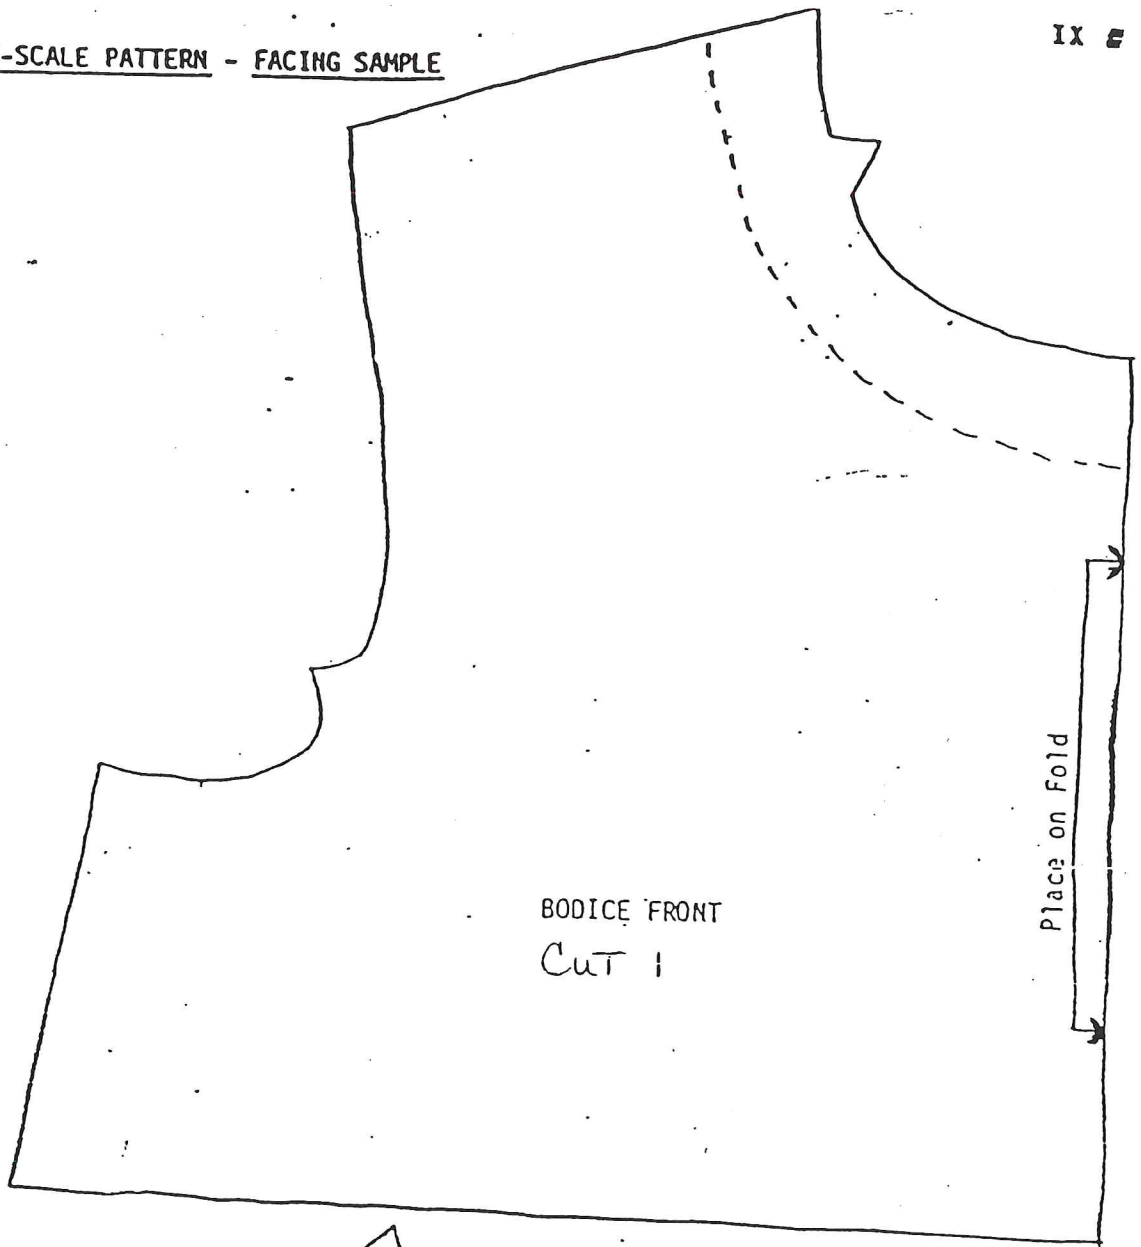 -SCALE PATTERN - FACING SAMPLE
IX
BODICE FRONT
CUT 1
Place on Fold